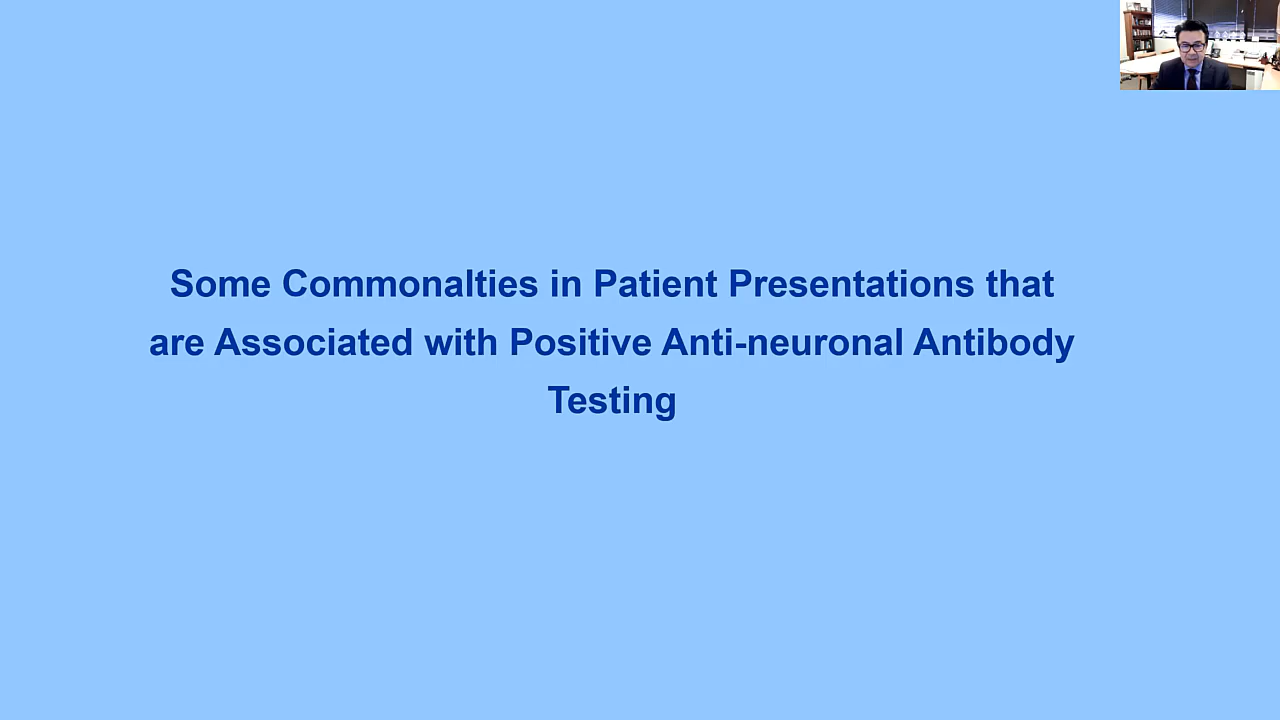 Some Commonalties in Patient Presentations that
are Associated with Positive Anti-neuronal Antibody
Testing